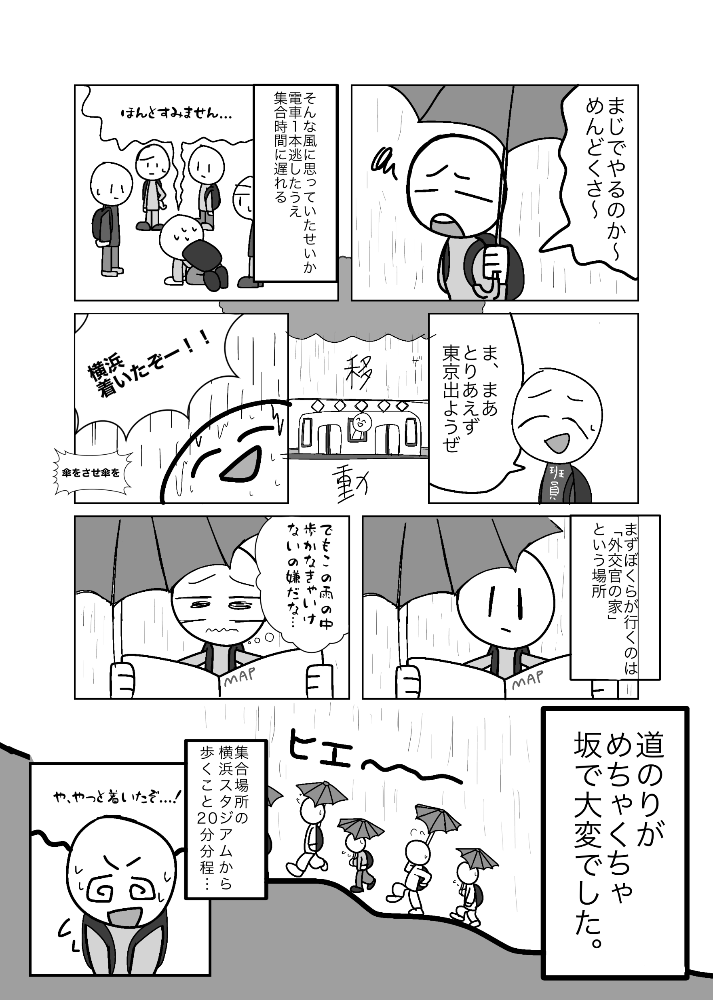 まじでやるのか〜
めんどくさ〜
そんな風に思っていたせいか
電車1本逃したうえ
集合時間に遅れる
ほんとすみません…
ま、まあ
とりあえず
東京出ようぜ
班
員
移
動
ザ
横浜
着いたぞー！！
傘をさせ傘を
まずぼくらが行くのは
「外交官の家」
という場所
MAP
でもこの雨の中
歩かなきゃいけ
ないの嫌だな…
MAP
道のりが
めちゃくちゃ
坂で大変でした。
ヒエ〜
集合場所の
横浜スタジアムから
歩くこと20分分程…
や、やっと着いたぞ…！